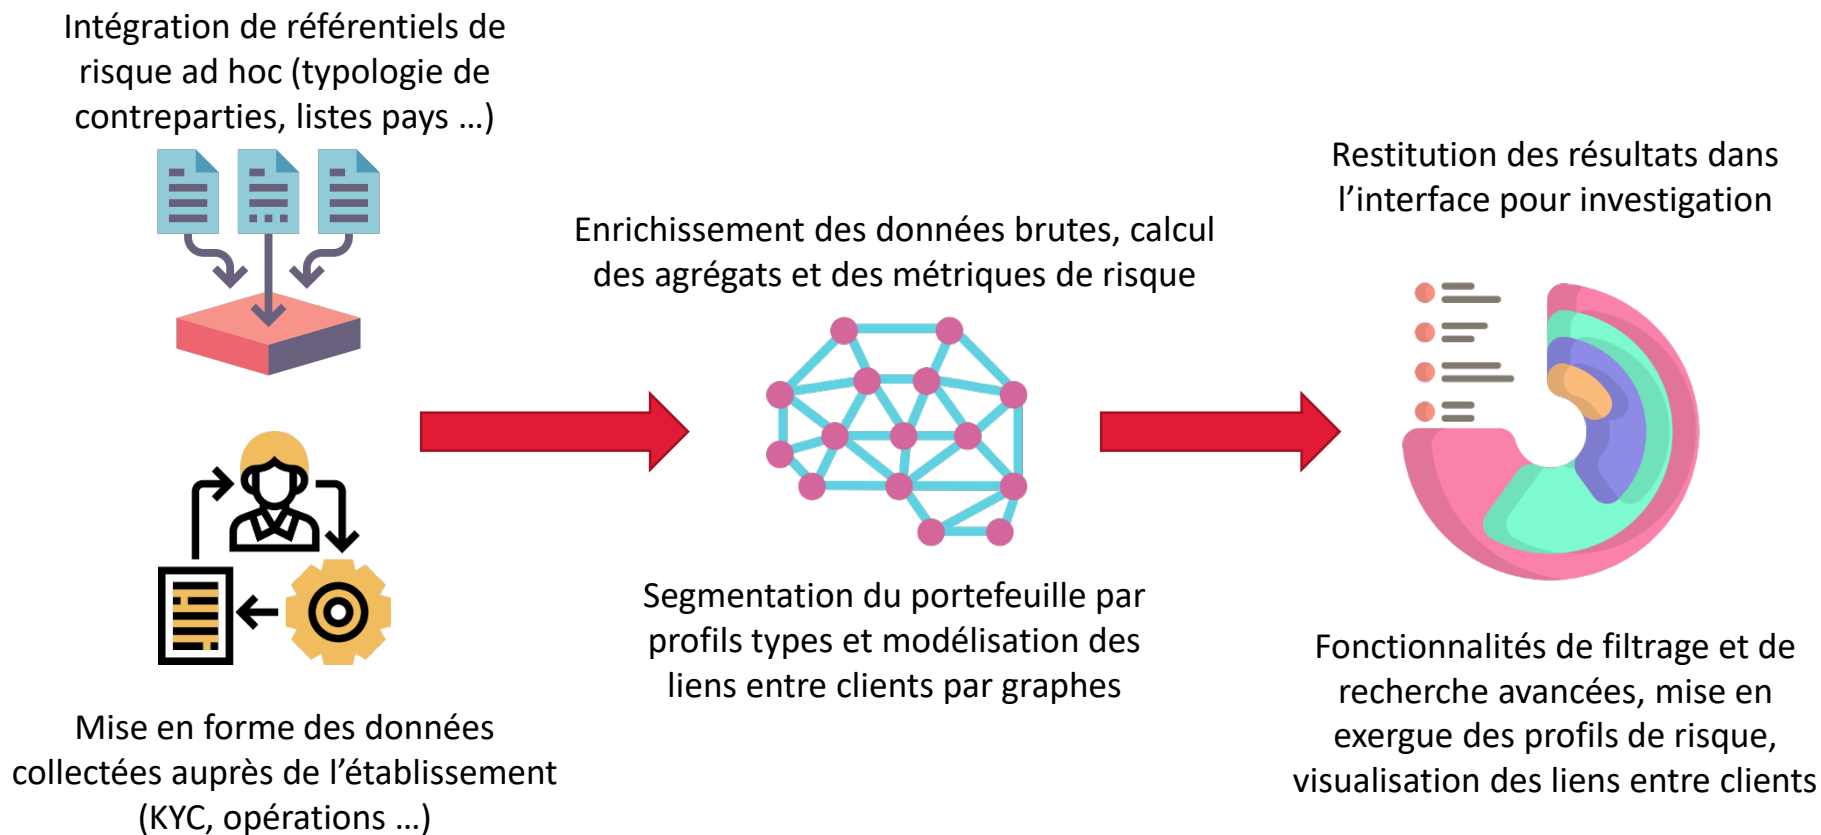 Intégration de référentiels de
risque ad hoc (typologie de
contreparties, listes pays …)
Mise en forme des données
collectées auprès de l’établissement
(KYC, opérations …)
Enrichissement des données brutes, calcul
des agrégats et des métriques de risque
Segmentation du portefeuille par
profils types et modélisation des
liens entre clients par graphes
Restitution des résultats dans
l’interface pour investigation
Fonctionnalités de filtrage et de
recherche avancées, mise en
exergue des profils de risque,
visualisation des liens entre clients